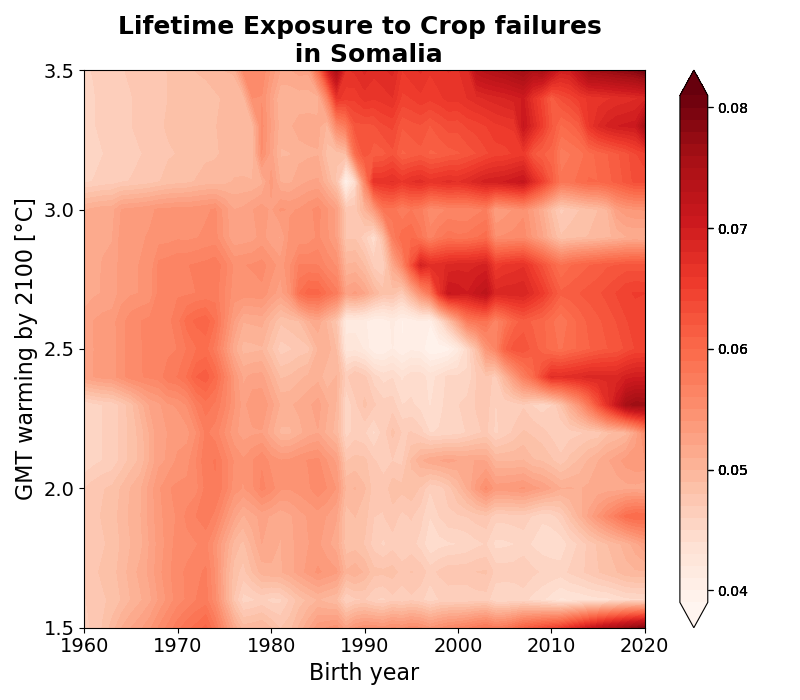 Lifetime Exposure to Crop failures
in Somalia
3.5
3.0
2.5
2.0
1.5
GMT warming by 2100 [°C]
1960 1970 1980 1990 2000 2010 2020
Birth year
0.08
0.07
0.06
0.05
0.04